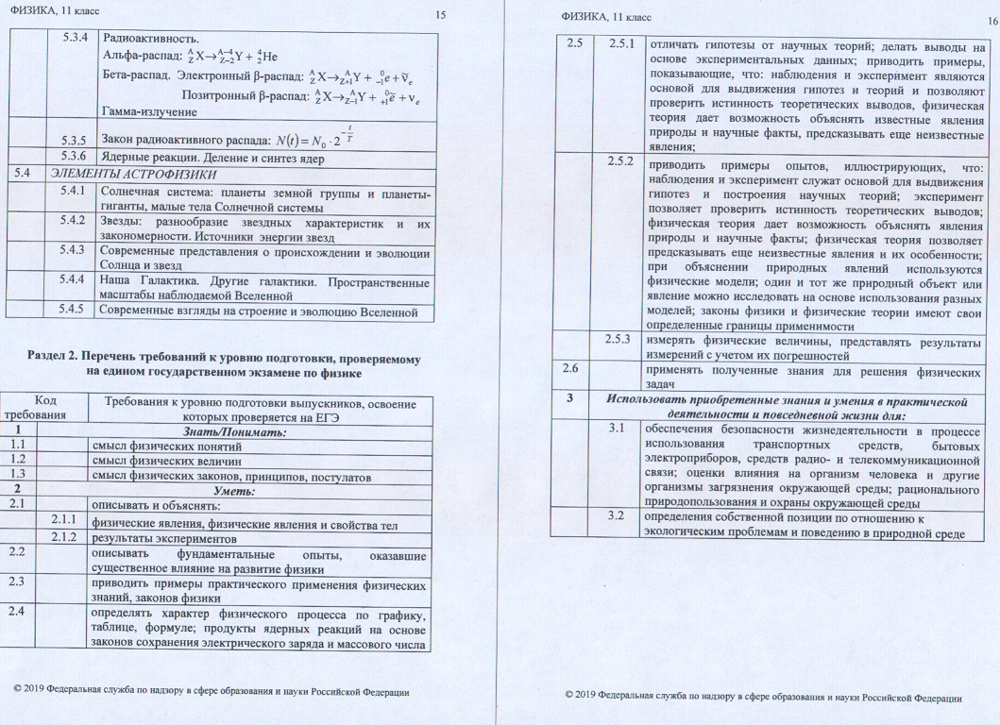 ФИЗИКА, 11 класс
15
5.3.4 Радиоактивность.
Альфа-распад: ᴬ_Z X→ᴬ⁻⁴_Z₋₂ Y + ⁴₂He
Бета-распад. Электронный β-распад: ᴬ_Z X→ᴬ_Z₊₁ Y + ⁰₋₁e + ṽₑ
Позитронный β-распад: ᴬ_Z X→ᴬ_Z₋₁ Y + ⁰₊₁ẽ + νₑ
Гамма-излучение
5.3.5 Закон радиоактивного распада: N(t) = N₀ · 2^(-t/T)
5.3.6 Ядерные реакции. Деление и синтез ядер
5.4 ЭЛЕМЕНТЫ АСТРОФИЗИКИ
5.4.1 Солнечная система: планеты земной группы и планеты-
гиганты, малые тела Солнечной системы
5.4.2 Звезды: разнообразие звездных характеристик и их
закономерности. Источники энергии звезд
5.4.3 Современные представления о происхождении и эволюции
Солнца и звезд
5.4.4 Наша Галактика. Другие галактики. Пространственные
масштабы наблюдаемой Вселенной
5.4.5 Современные взгляды на строение и эволюцию Вселенной
Раздел 2. Перечень требований к уровню подготовки, проверяемому
на едином государственном экзамене по физике
Код
требования
Требования к уровню подготовки выпускников, освоение
которых проверяется на ЕГЭ
1 Знать/Понимать:
1.1 смысл физических понятий
1.2 смысл физических величин
1.3 смысл физических законов, принципов, постулатов
2 Уметь:
2.1 описывать и объяснять:
2.1.1 физические явления, физические явления и свойства тел
2.1.2 результаты экспериментов
2.2 описывать фундаментальные опыты, оказавшие
существенное влияние на развитие физики
2.3 приводить примеры практического применения физических
знаний, законов физики
2.4 определять характер физического процесса по графику,
таблице, формуле; продукты ядерных реакций на основе
законов сохранения электрического заряда и массового числа
© 2019 Федеральная служба по надзору в сфере образования и науки Российской Федерации
ФИЗИКА, 11 класс
16
2.5 2.5.1 отличать гипотезы от научных теорий; делать выводы на
основе экспериментальных данных; приводить примеры,
показывающие, что: наблюдения и эксперимент являются
основой для выдвижения гипотез и теорий и позволяют
проверить истинность теоретических выводов, физическая
теория дает возможность объяснять известные явления
природы и научные факты, предсказывать еще неизвестные
явления;
2.5.2 приводить примеры опытов, иллюстрирующих, что:
наблюдения и эксперимент служат основой для выдвижения
гипотез и построения научных теорий; эксперимент
позволяет проверить истинность теоретических выводов;
физическая теория дает возможность объяснять явления
природы и научные факты; физическая теория позволяет
предсказывать еще неизвестные явления и их особенности;
при объяснении природных явлений используются
физические модели; один и тот же природный объект или
явление можно исследовать на основе использования разных
моделей; законы физики и физические теории имеют свои
определенные границы применимости
2.5.3 измерять физические величины, представлять результаты
измерений с учетом их погрешностей
2.6 применять полученные знания для решения физических
задач
3 Использовать приобретенные знания и умения в практической
деятельности и повседневной жизни для:
3.1 обеспечения безопасности жизнедеятельности в процессе
использования транспортных средств, бытовых
электроприборов, средств радио- и телекоммуникационной
связи; оценки влияния на организм человека и другие
организмы загрязнения окружающей среды; рационального
природопользования и охраны окружающей среды
3.2 определения собственной позиции по отношению к
экологическим проблемам и поведению в природной среде
© 2019 Федеральная служба по надзору в сфере образования и науки Российской Федерации